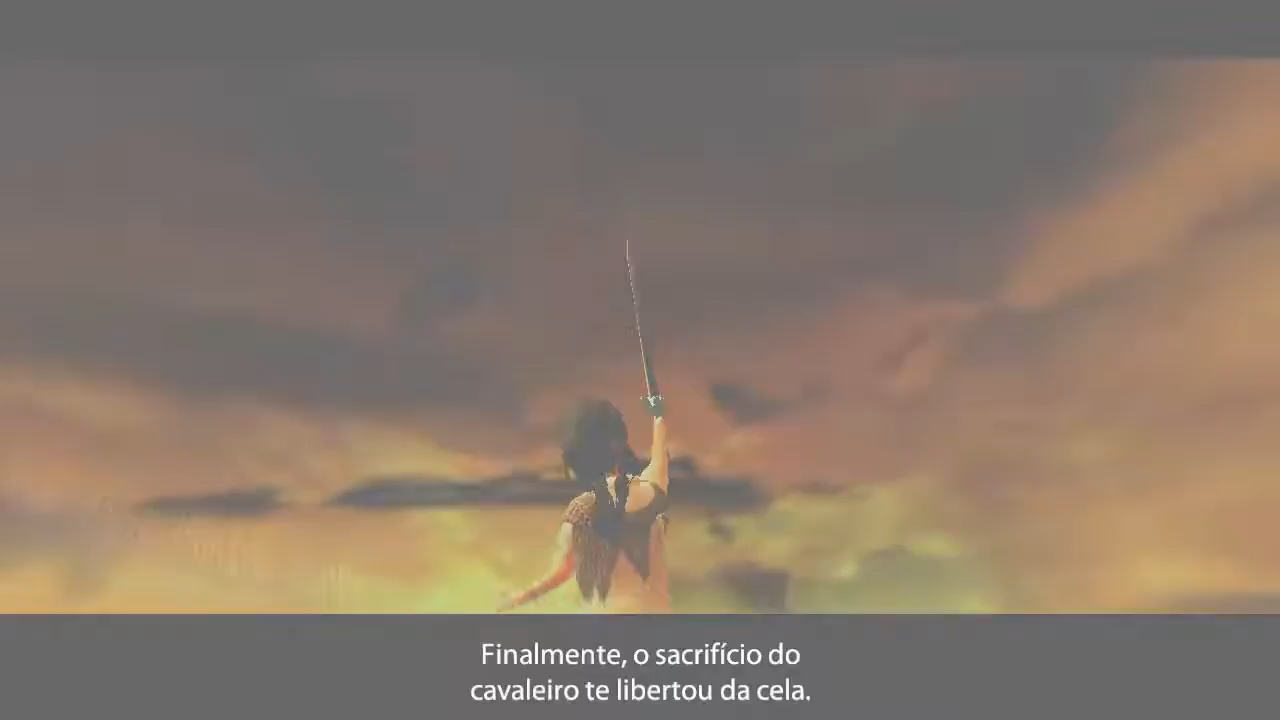 Finalmente, o sacrifício do
cavaleiro te libertou da cela.